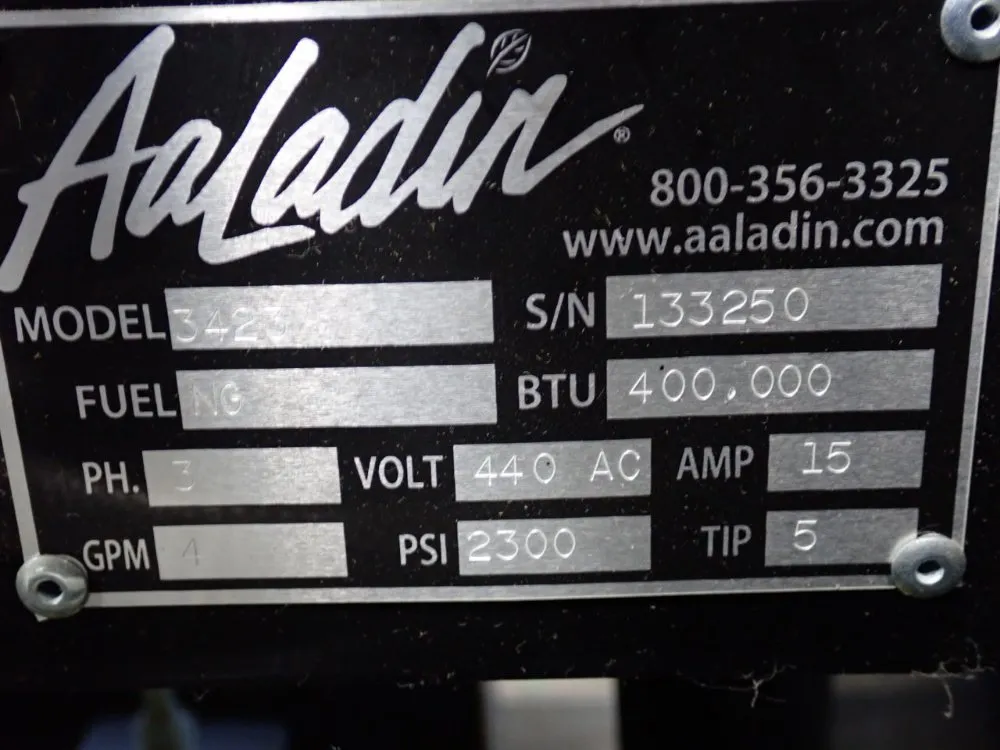 AaLadin®
800-356-3325
www.aaladin.com
MODEL 3423 S/N 133250
FUEL NG BTU 400,000
PH. 3 VOLT 440 AC AMP 15
GPM 4 PSI 2300 TIP 5